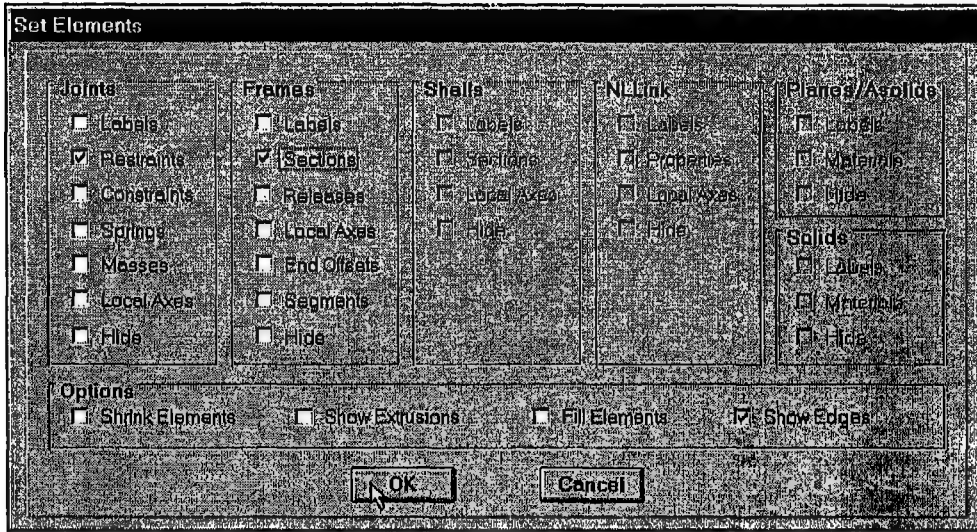 Set Elements
Joints
Labels
Restraints
Constraints
Springs
Masses
Local Axes
Hide
Frames
Labels
Sections
Releases
Local Axes
End Offsets
Segments
Hide
Shells
Labels
Sections
Local Axes
Hide
NLLink
Labels
Properties
Local Axes
Hide
Planes/Asolids
Labels
Materials
Hide
Solids
Labels
Materials
Hide
Options
Shrink Elements
Show Extrusions
Fill Elements
Show Edges
OK
Cancel